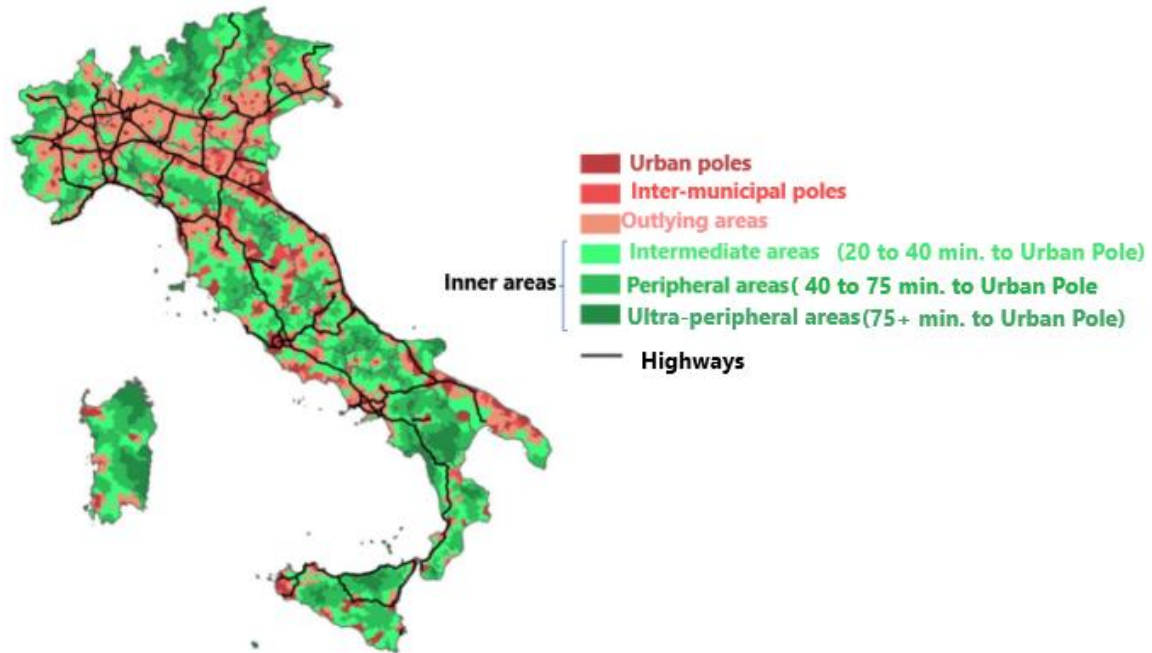 Urban poles
Inter-municipal poles
Outlying areas
Intermediate areas (20 to 40 min. to Urban Pole)
Inner areas
Peripheral areas( 40 to 75 min. to Urban Pole
Ultra-peripheral areas(75+ min. to Urban Pole)
Highways